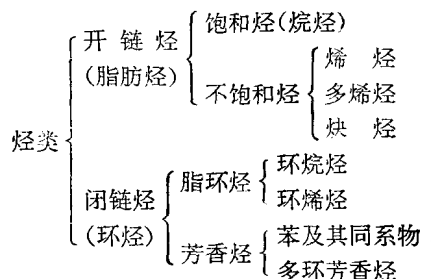 烃类
开链烃
(脂肪烃)
饱和烃(烷烃)
不饱和烃
烯烃
多烯烃
炔烃
闭链烃
(环烃)
脂环烃
环烷烃
环烯烃
芳香烃
苯及其同系物
多环芳香烃